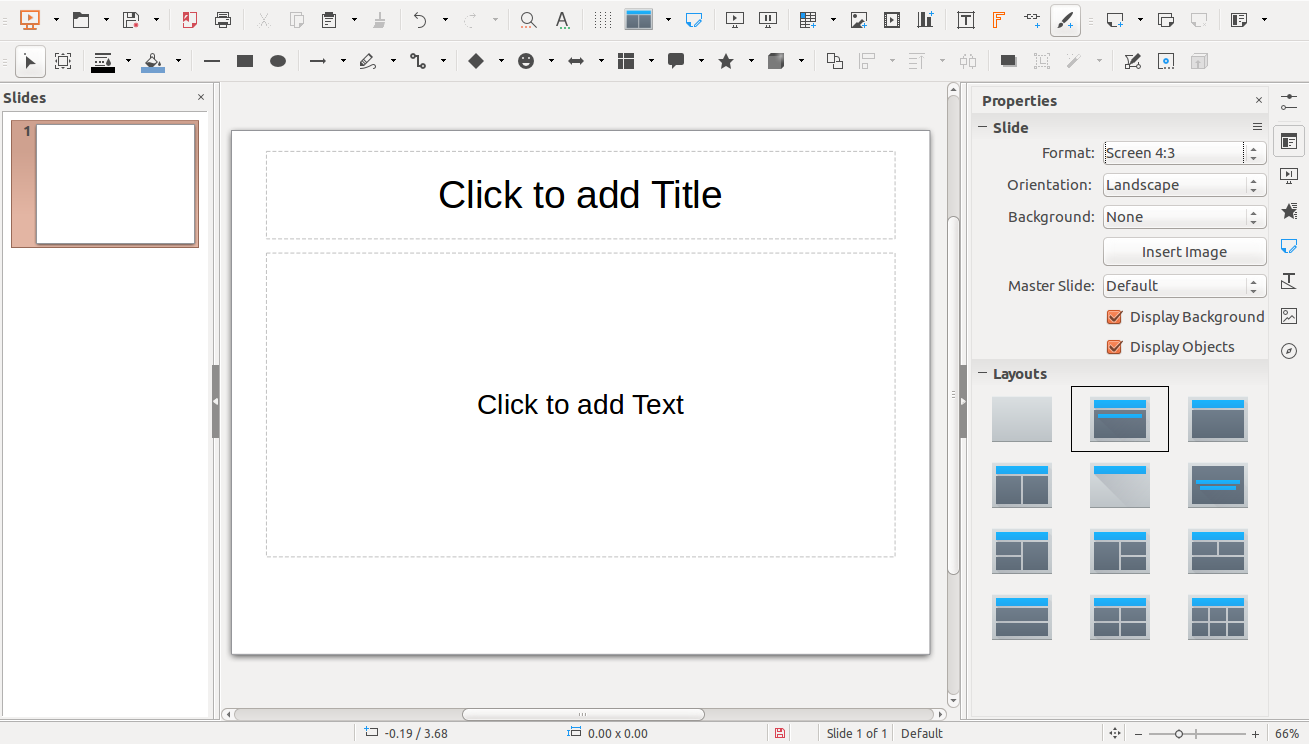 Slides
1
Click to add Title
Click to add Text
Properties
Slide
Format: Screen 4:3
Orientation: Landscape
Background: None
Insert Image
Master Slide: Default
Display Background
Display Objects
Layouts
-0.19 / 3.68 0.00 x 0.00 Slide 1 of 1 Default 66%